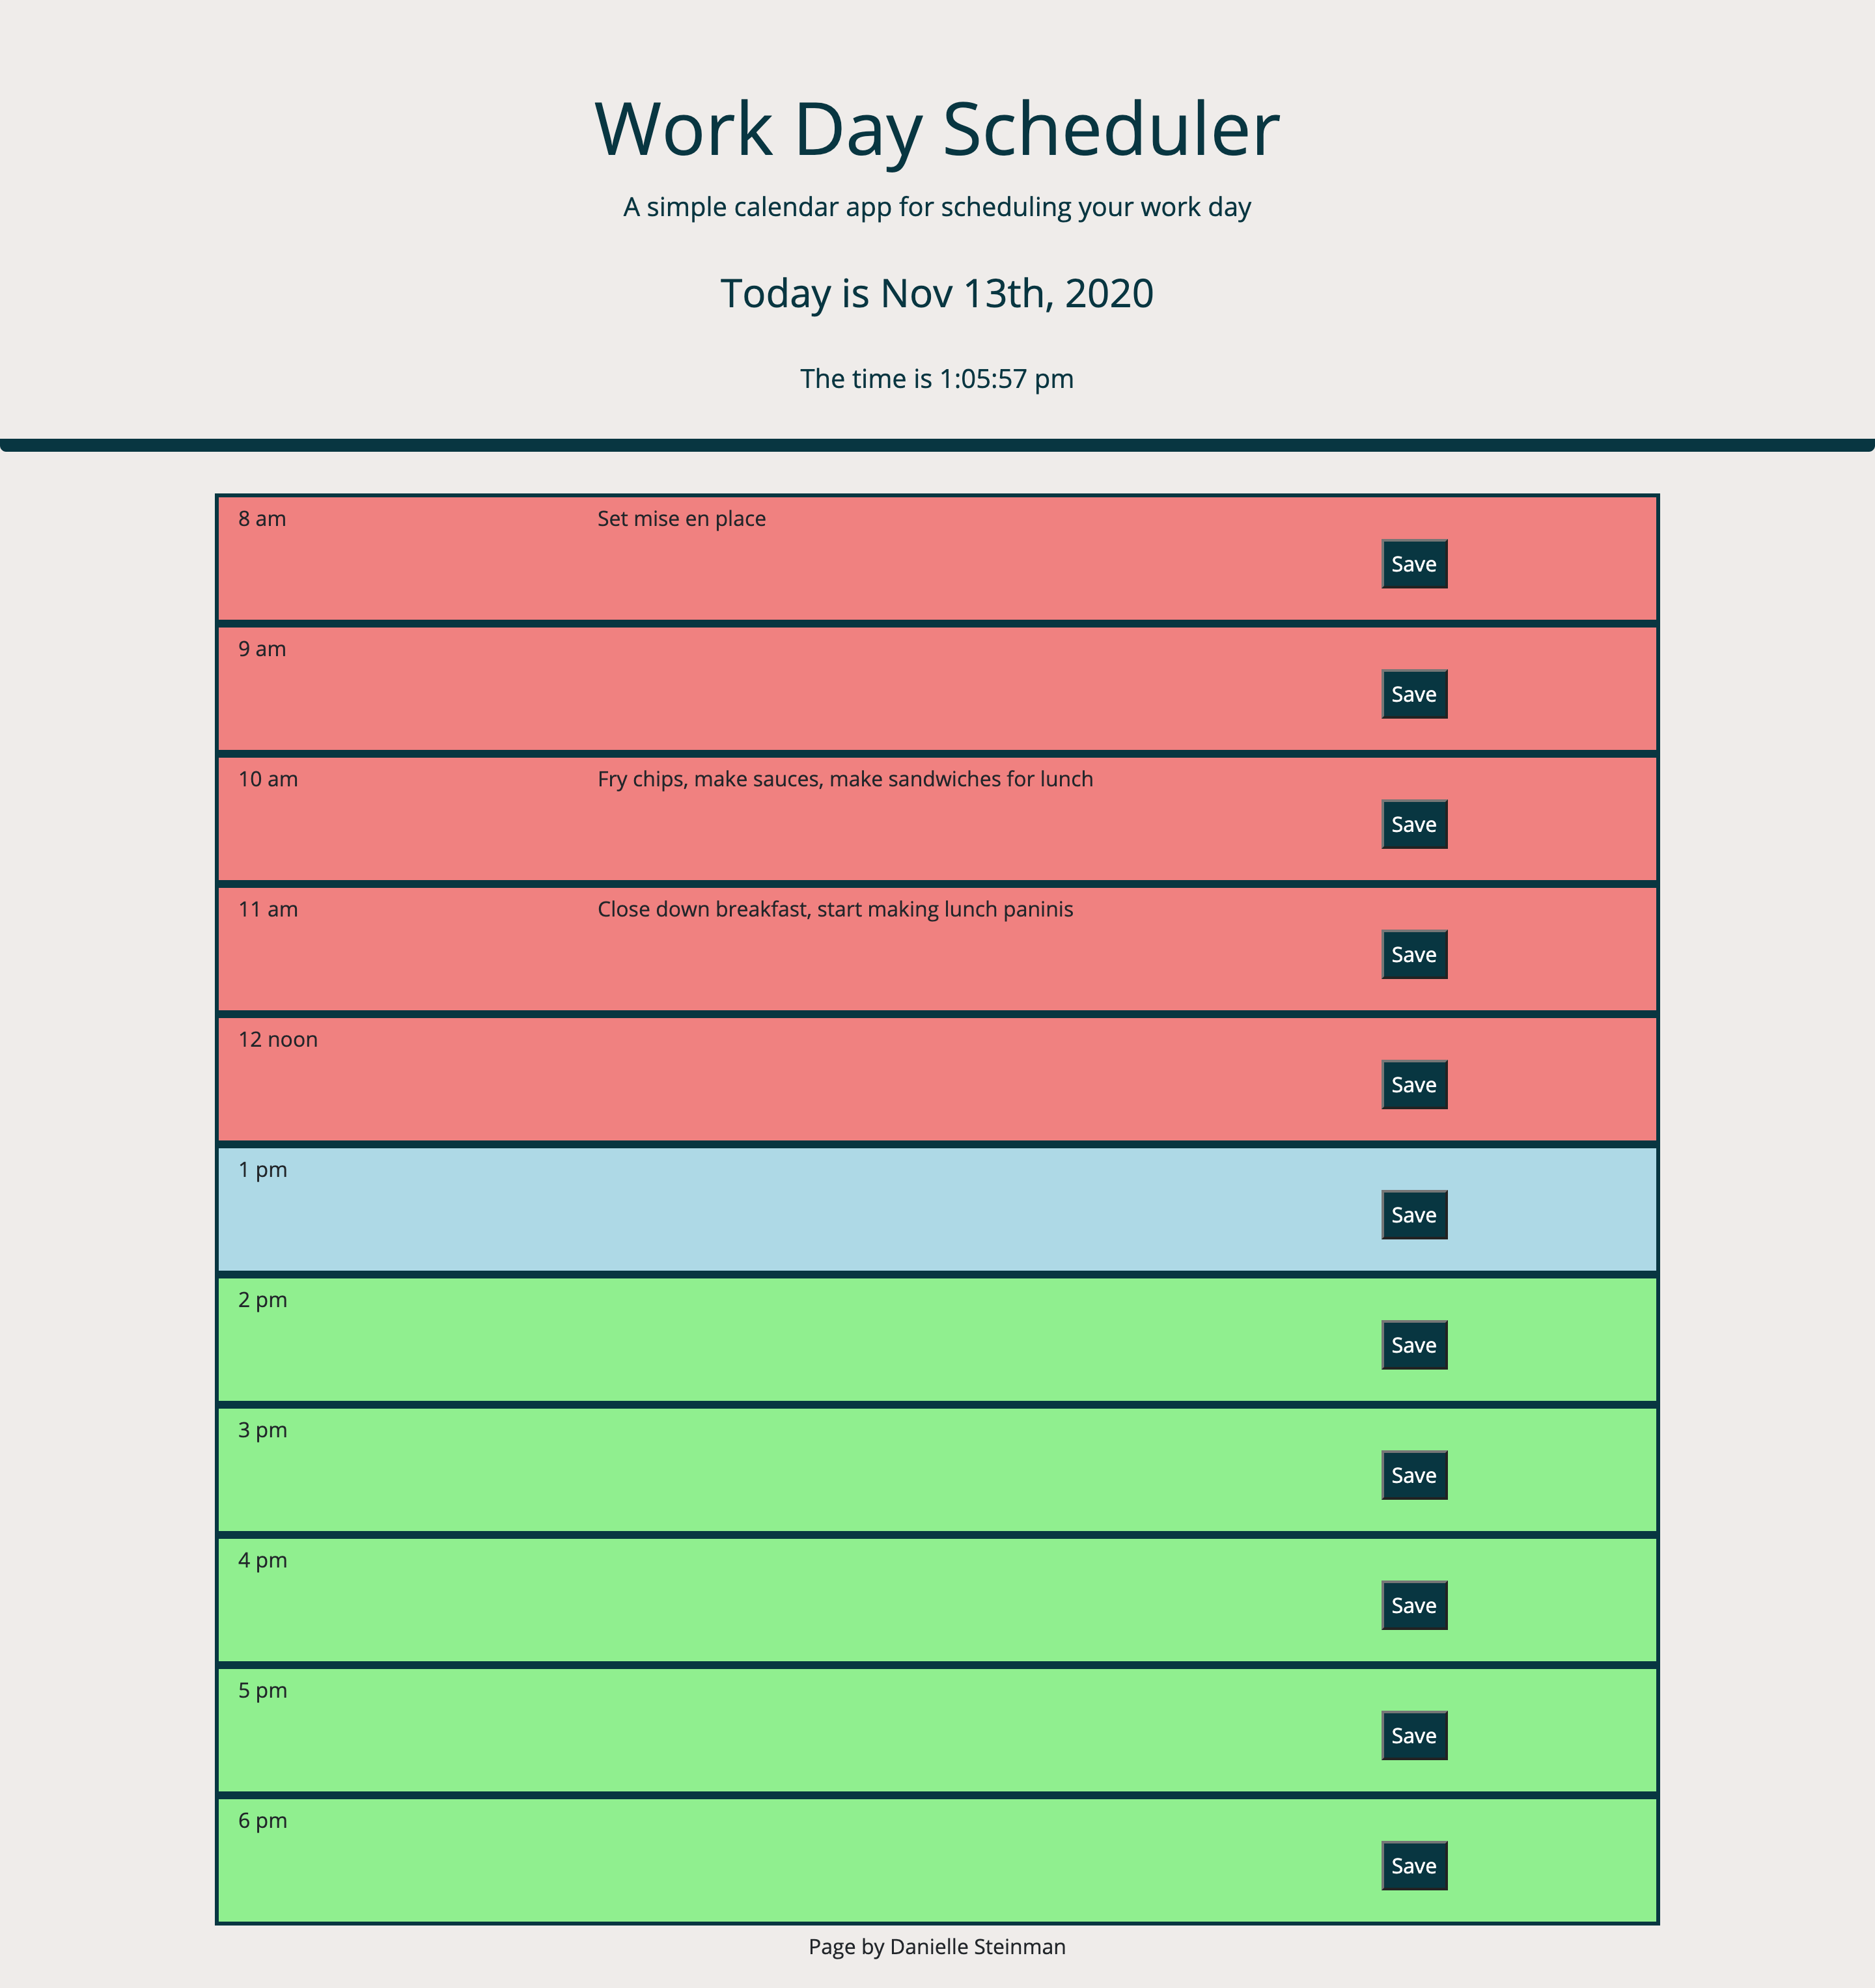 Work Day Scheduler
A simple calendar app for scheduling your work day
Today is Nov 13th, 2020
The time is 1:05:57 pm
8 am Set mise en place
Save
9 am
Save
10 am Fry chips, make sauces, make sandwiches for lunch
Save
11 am Close down breakfast, start making lunch paninis
Save
12 noon
Save
1 pm
Save
2 pm
Save
3 pm
Save
4 pm
Save
5 pm
Save
6 pm
Save
Page by Danielle Steinman